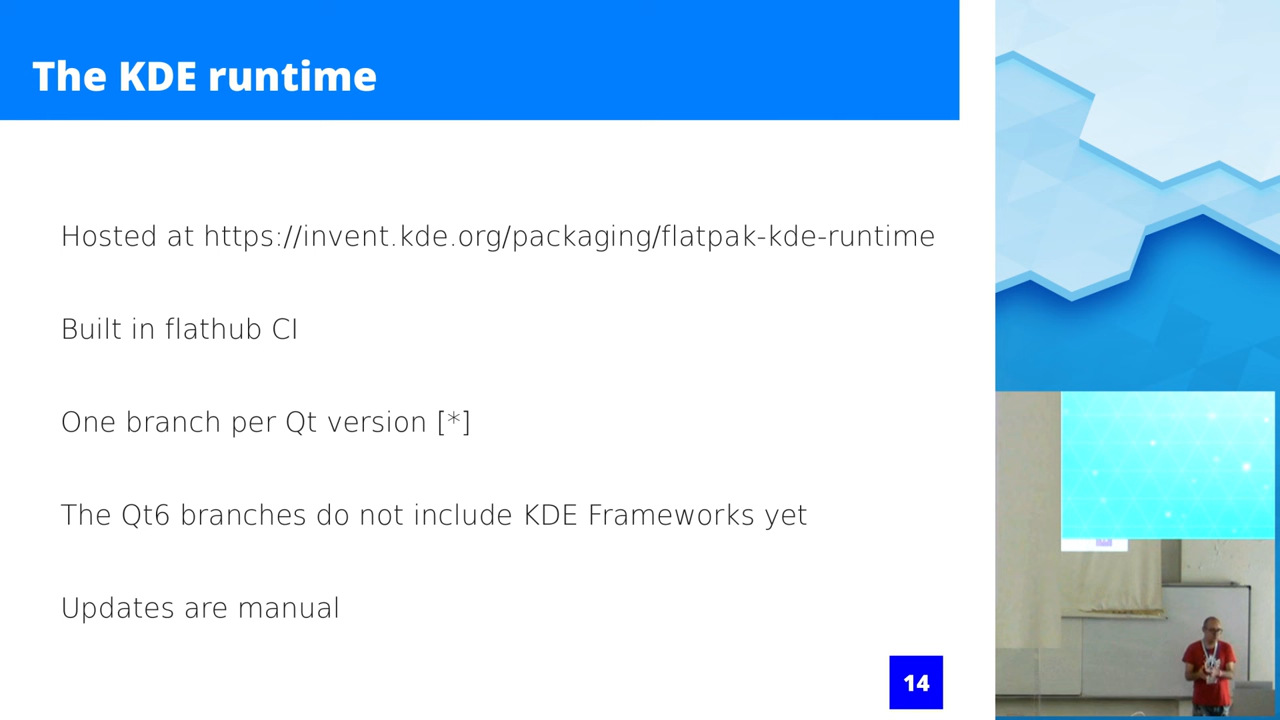 The KDE runtime
Hosted at https://invent.kde.org/packaging/flatpak-kde-runtime
Built in flathub CI
One branch per Qt version [*]
The Qt6 branches do not include KDE Frameworks yet
Updates are manual
14